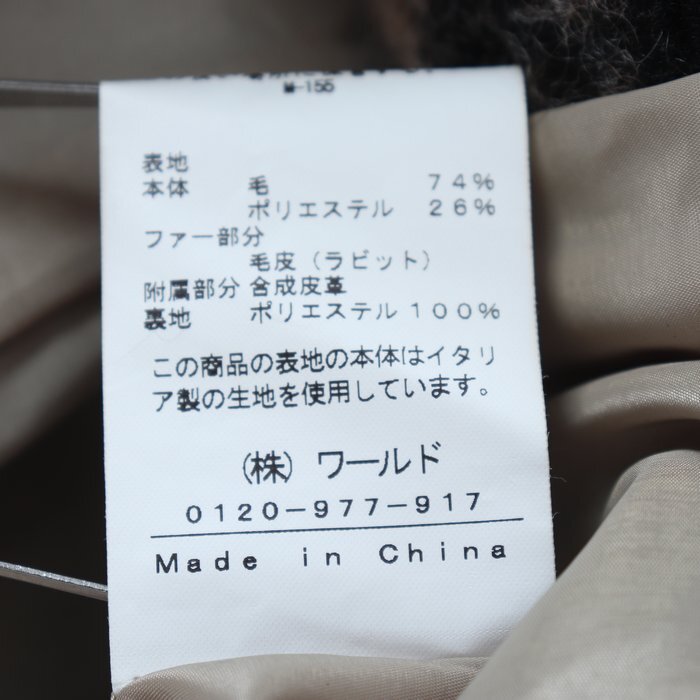 M-155
表地
本体 毛 74%
ポリエステル 26%
ファー部分
毛皮（ラビット）
附属部分 合成皮革
裏地 ポリエステル 100%
この商品の表地の本体はイタリ
ア製の生地を使用しています。
(株) ワールド
0120-977-917
Made in China